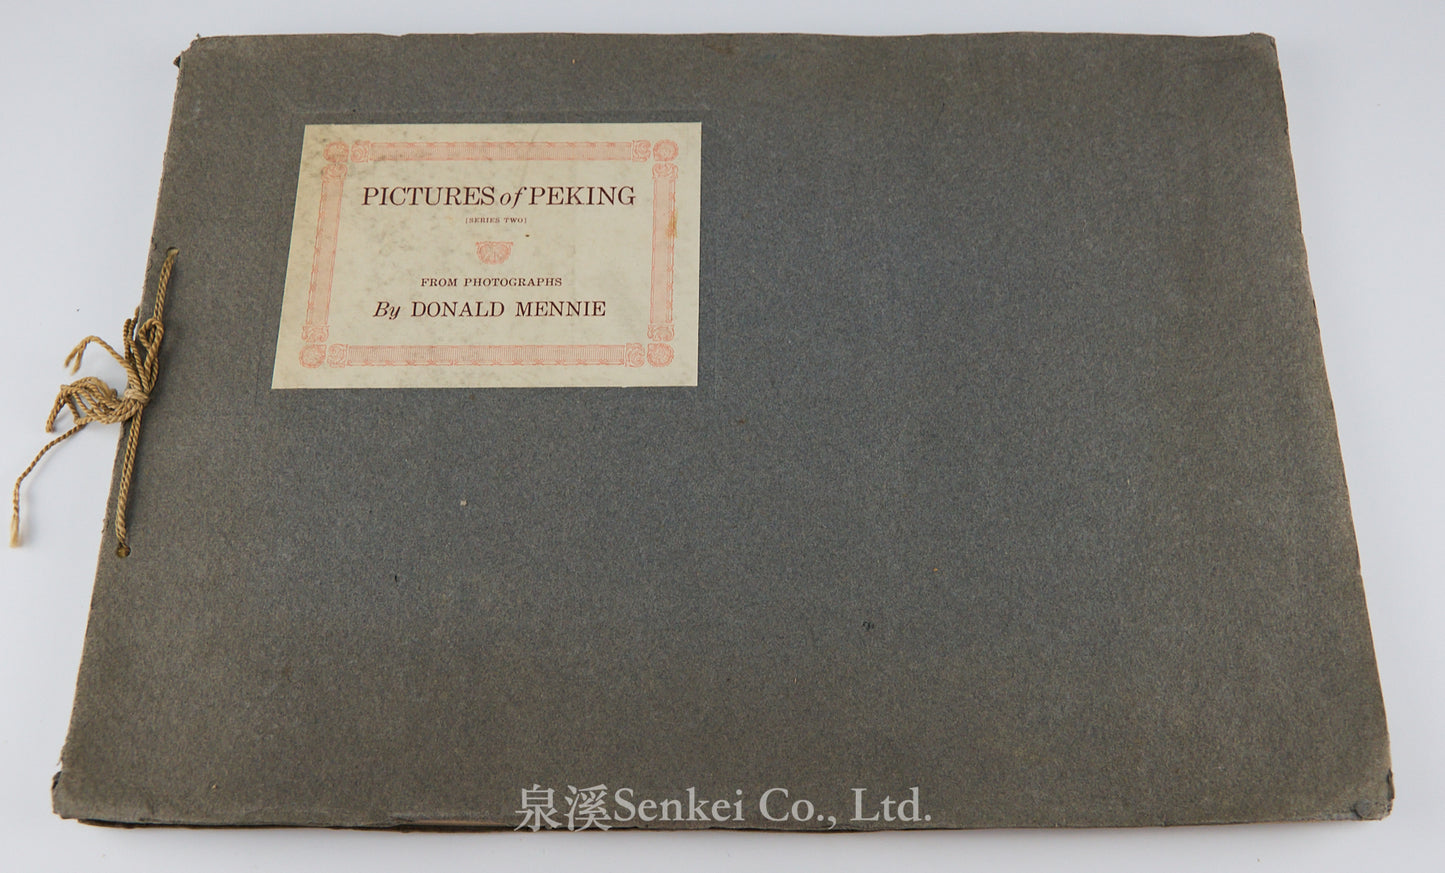 PICTURES of PEKING
[SERIES TWO]
FROM PHOTOGRAPHS
By DONALD MENNIE
泉溪Senkei Co., Ltd.